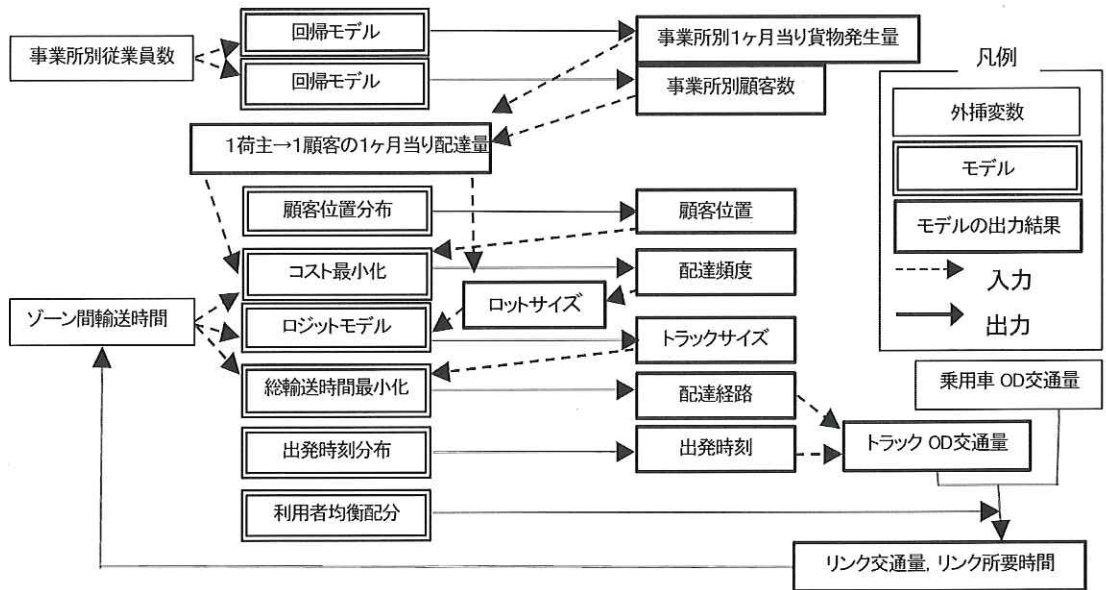 事業所別従業員数
回帰モデル
事業所別1ヶ月当り貨物発生量
回帰モデル
事業所別顧客数
1荷主→1顧客の1ヶ月当り配達量
顧客位置分布
顧客位置
コスト最小化
配達頻度
ロットサイズ
ゾーン間輸送時間
ロジットモデル
トラックサイズ
総輸送時間最小化
配達経路
出発時刻分布
出発時刻
トラック OD交通量
利用者均衡配分
リンク交通量, リンク所要時間
凡例
外挿変数
モデル
モデルの出力結果
入力
出力
乗用車 OD交通量